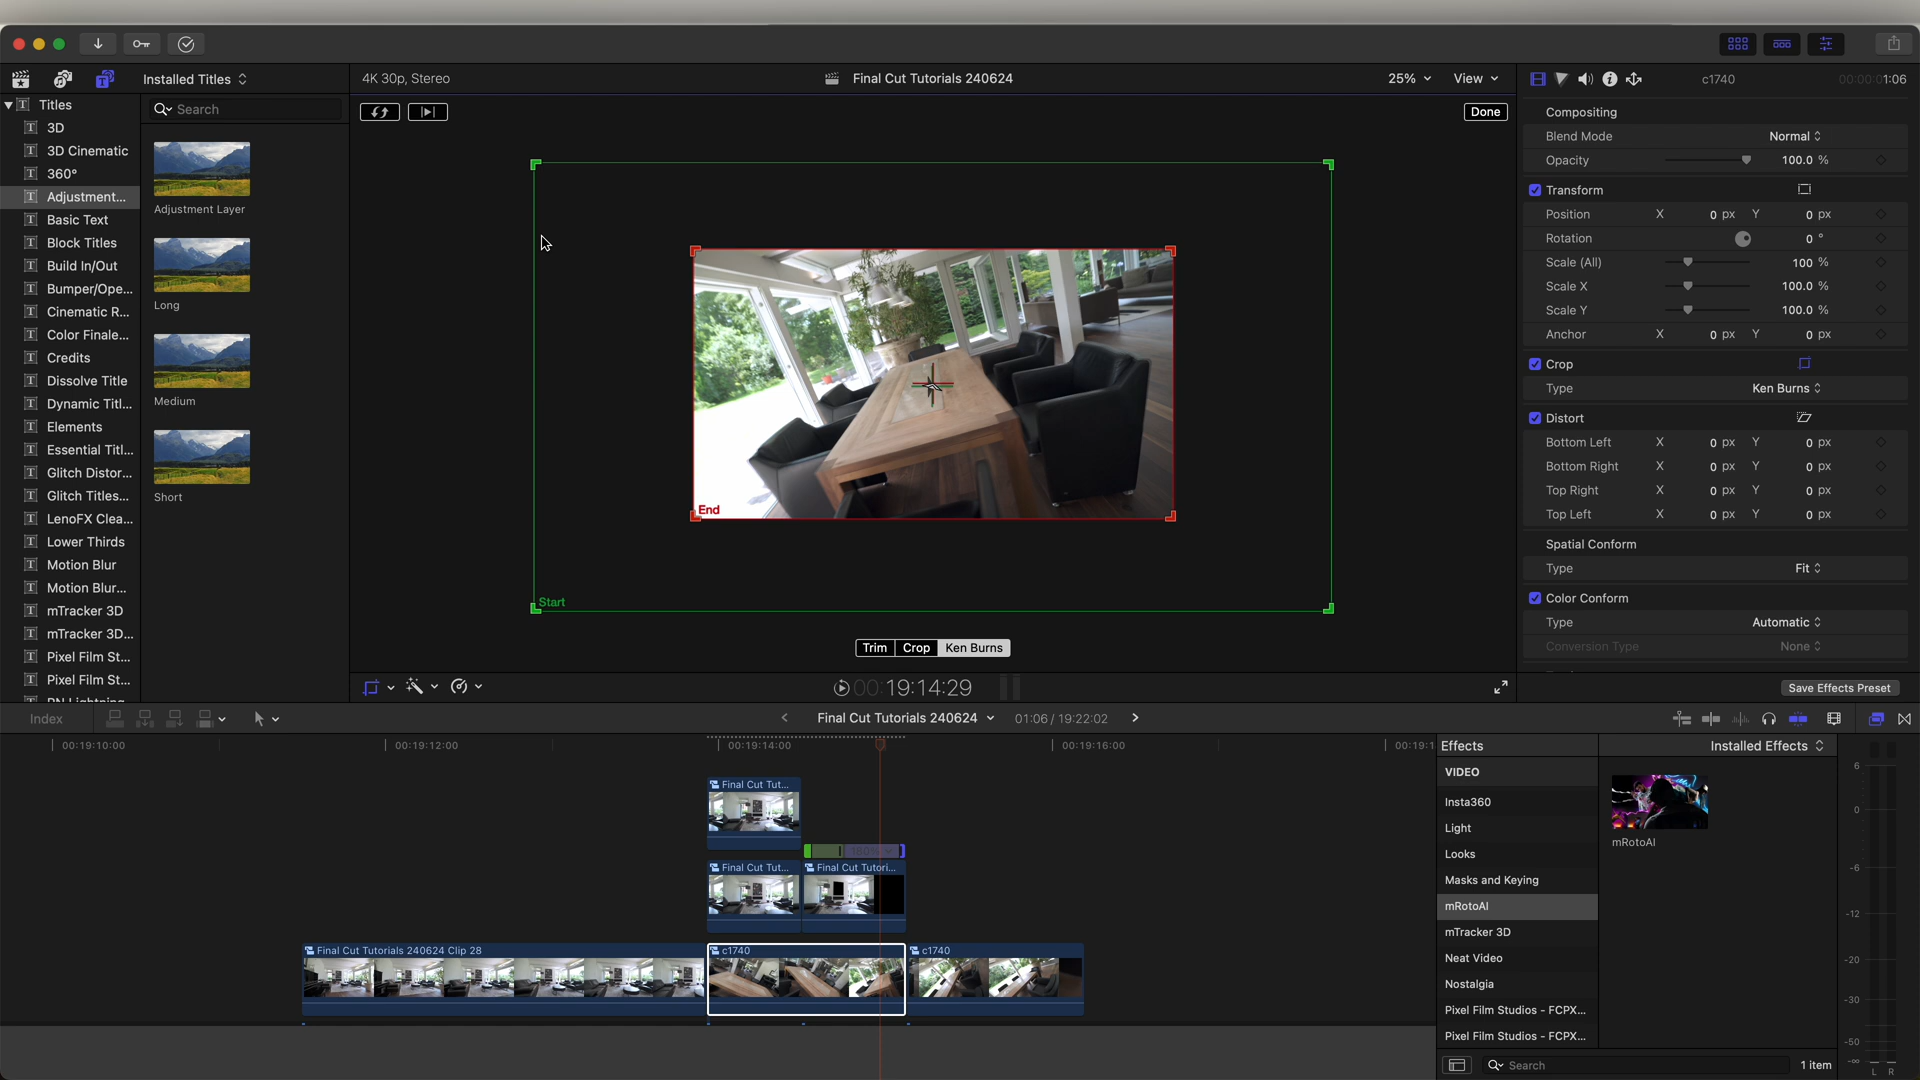 Installed Titles
4K 30p, Stereo
Final Cut Tutorials 240624
25%
View
c1740
00:00:01:06
Titles
Search
3D
3D Cinematic
360°
Adjustment...
Basic Text
Block Titles
Build In/Out
Bumper/Ope...
Cinematic R...
Color Finale...
Credits
Dissolve Title
Dynamic Titl...
Elements
Essential Titl...
Glitch Distor...
Glitch Titles...
LenoFX Clea...
Lower Thirds
Motion Blur
Motion Blur...
mTracker 3D
mTracker 3D...
Pixel Film St...
Pixel Film St...
Adjustment Layer
Long
Medium
Short
Done
End
Start
Trim
Crop
Ken Burns
00:00:19:14:29
Compositing
Blend Mode
Normal
Opacity
100.0 %
Transform
Position X 0 px Y 0 px
Rotation 0 °
Scale (All) 100 %
Scale X 100.0 %
Scale Y 100.0 %
Anchor X 0 px Y 0 px
Crop
Type Ken Burns
Distort
Bottom Left X 0 px Y 0 px
Bottom Right X 0 px Y 0 px
Top Right X 0 px Y 0 px
Top Left X 0 px Y 0 px
Spatial Conform
Type Fit
Color Conform
Type Automatic
Conversion Type None
Save Effects Preset
Index
Final Cut Tutorials 240624
01:06 / 19:22:02
00:19:10:00
00:19:12:00
00:19:14:00
00:19:16:00
00:19:1
Final Cut Tut...
180%
Final Cut Tut...
Final Cut Tutori...
Final Cut Tutorials 240624 Clip 28
c1740
c1740
Effects
Installed Effects
VIDEO
Insta360
Light
Looks
Masks and Keying
mRotoAI
mTracker 3D
Neat Video
Nostalgia
Pixel Film Studios - FCPX...
Pixel Film Studios - FCPX...
mRotoAI
Search
1 item
6
0
-6
-12
-20
-30
-50
-∞
L R